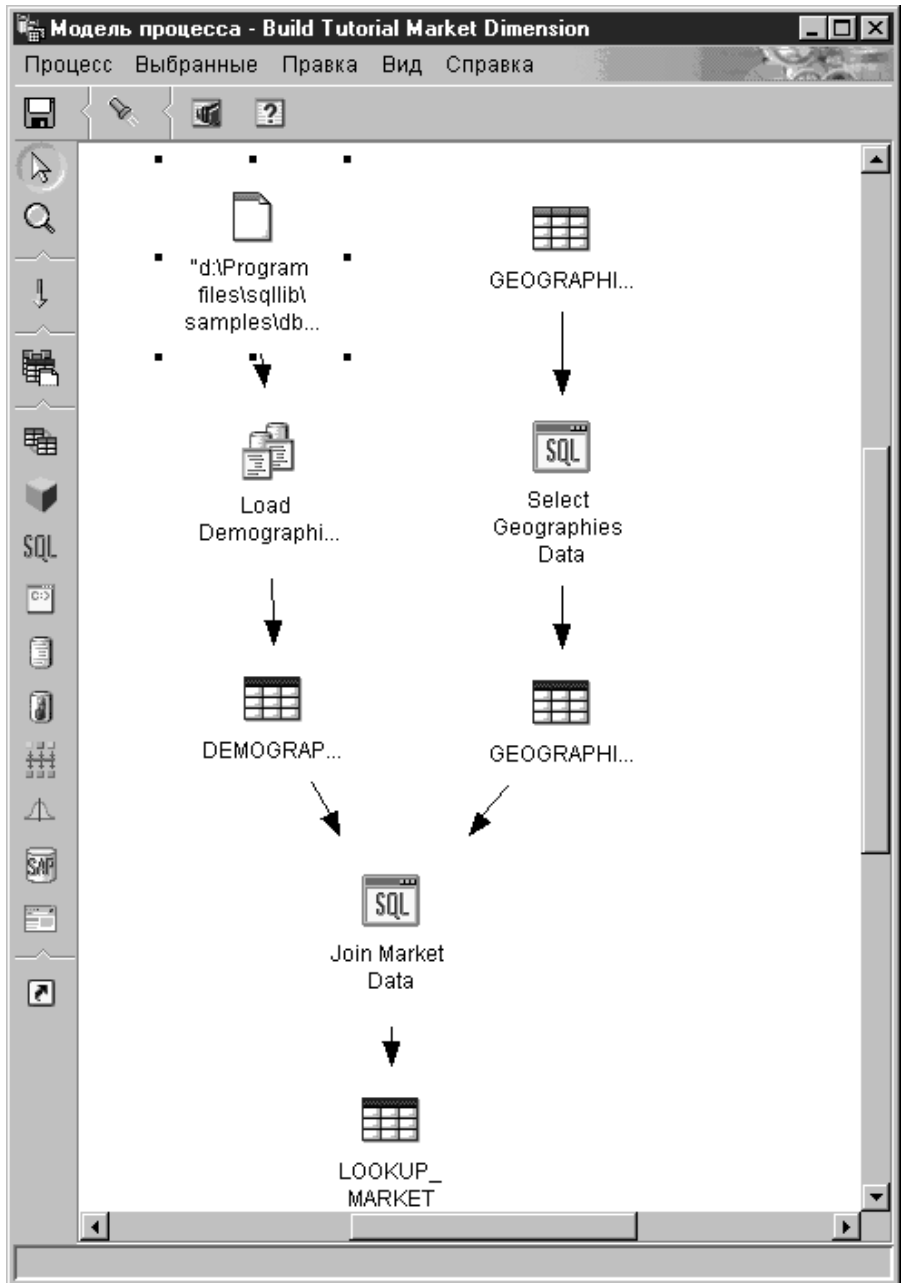 Модель процесса - Build Tutorial Market Dimension
Процесс Выбранные Правка Вид Справка
"d:\Program
files\sqllib\
samples\db...
GEOGRAPHI...
SQL
Load
Demographi...
Select
Geographies
Data
SQL
C:>
DEMOGRAP...
GEOGRAPHI...
SAP
SQL
Join Market
Data
LOOKUP_
MARKET